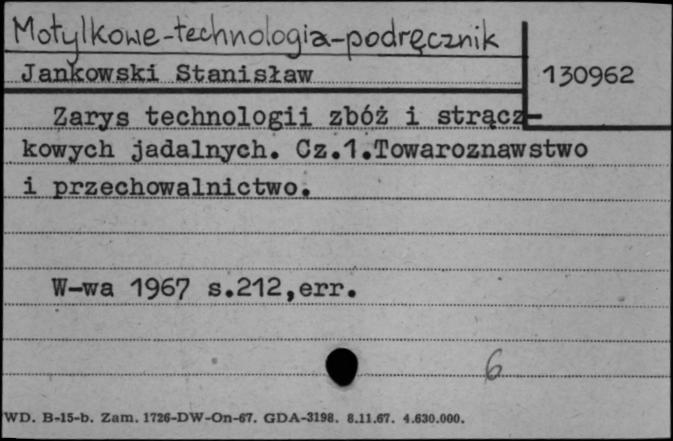 Motylkowe-technologia-podręcznik
Jankowski Stanisław
130962
Zarys technologii zbóż i strącz-
kowych jadalnych. Cz.1.Towaroznawstwo
i przechowalnictwo.
W-wa 1967 s.212,err.
6
WD. B-15-b. Zam. 1726-DW-On-67. GDA-3198. 8.11.67. 4.630.000.